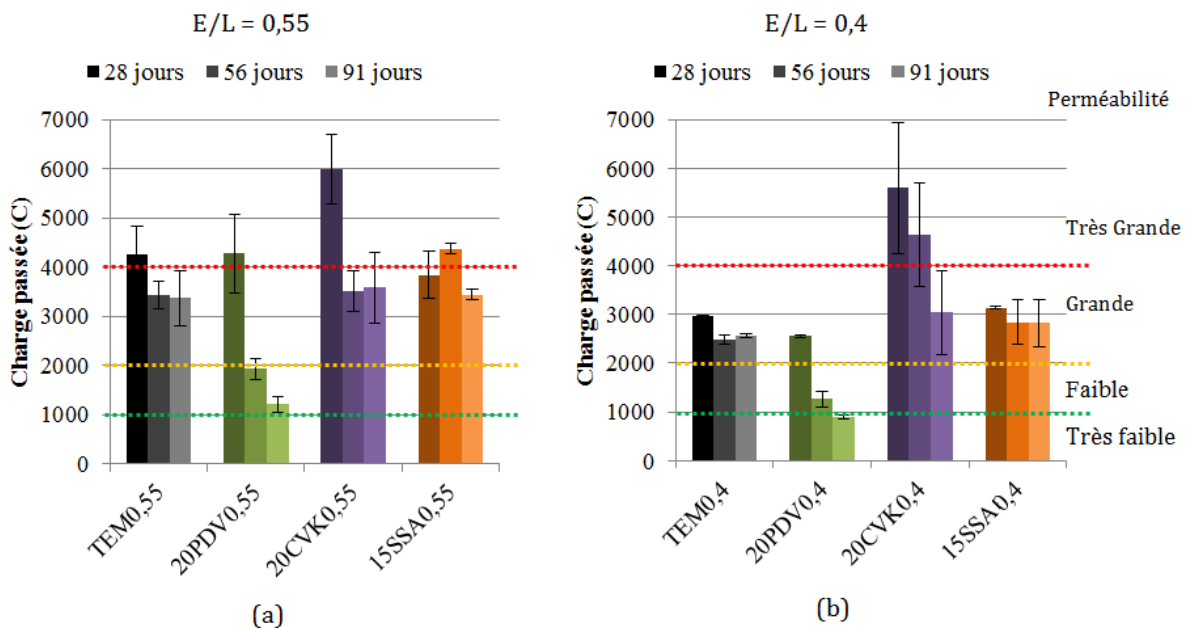 E/L = 0,55
28 jours 56 jours 91 jours
Charge passée (C)
7000
6000
5000
4000
3000
2000
1000
0
TEM0,55
20PDV0,55
20CVK0,55
15SSA0,55
(a)
E/L = 0,4
28 jours 56 jours 91 jours
Perméabilité
Charge passée (C)
7000
6000
5000
4000
3000
2000
1000
0
Très Grande
Grande
Faible
Très faible
TEM0,4
20PDV0,4
20CVK0,4
15SSA0,4
(b)